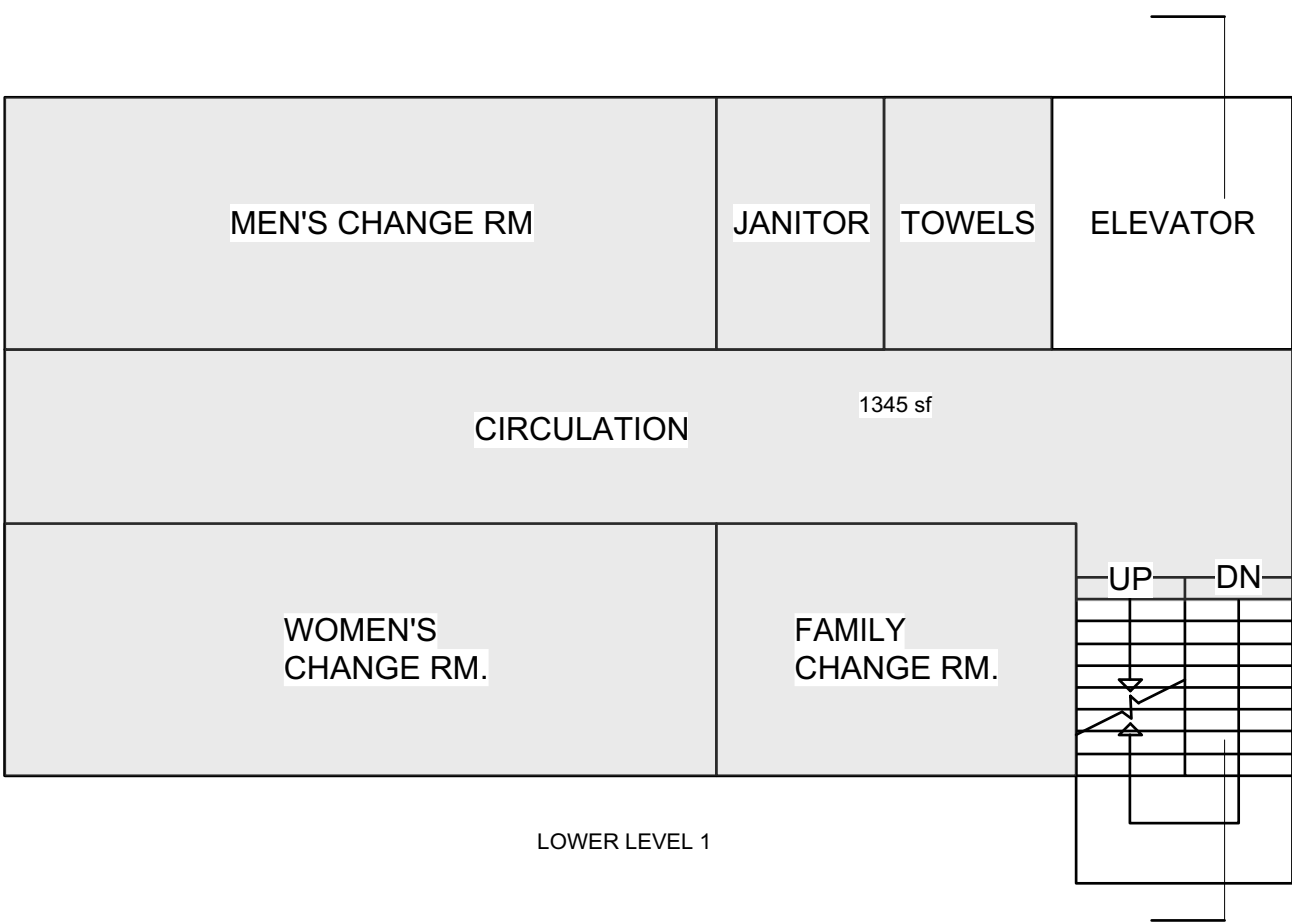 MEN'S CHANGE RM
JANITOR
TOWELS
ELEVATOR
1345 sf
CIRCULATION
UP
DN
WOMEN'S
CHANGE RM.
FAMILY
CHANGE RM.
LOWER LEVEL 1